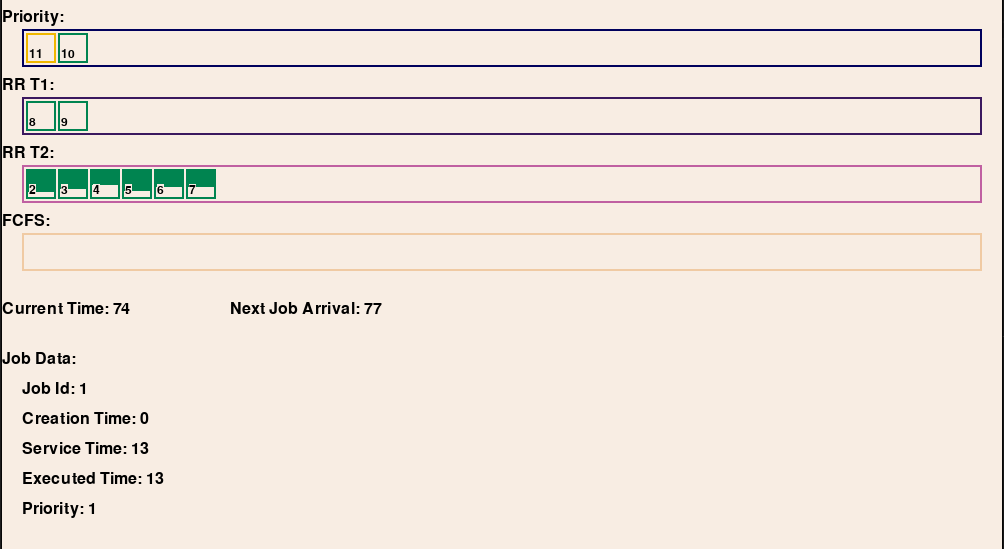 Priority:
11 10
RR T1:
8 9
RR T2:
2 3 4 5 6 7
FCFS:
Current Time: 74 Next Job Arrival: 77
Job Data:
Job Id: 1
Creation Time: 0
Service Time: 13
Executed Time: 13
Priority: 1